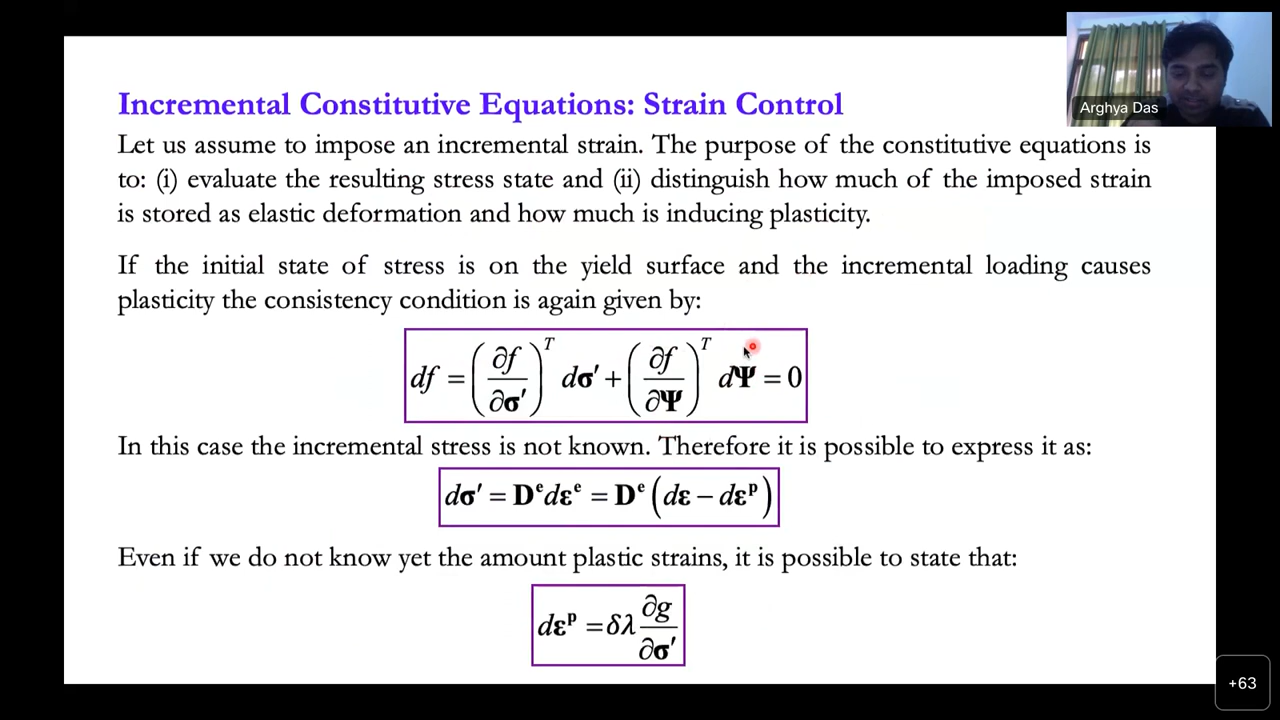 Arghya Das
Incremental Constitutive Equations: Strain Control
Let us assume to impose an incremental strain. The purpose of the constitutive equations is
to: (i) evaluate the resulting stress state and (ii) distinguish how much of the imposed strain
is stored as elastic deformation and how much is inducing plasticity.
If the initial state of stress is on the yield surface and the incremental loading causes
plasticity the consistency condition is again given by:
df = (∂f/∂σ′)ᵀ dσ′ + (∂f/∂Ψ)ᵀ dΨ = 0
In this case the incremental stress is not known. Therefore it is possible to express it as:
dσ′ = Dᵉdεᵉ = Dᵉ(dε − dεᵖ)
Even if we do not know yet the amount plastic strains, it is possible to state that:
dεᵖ = δλ ∂g/∂σ′
+63